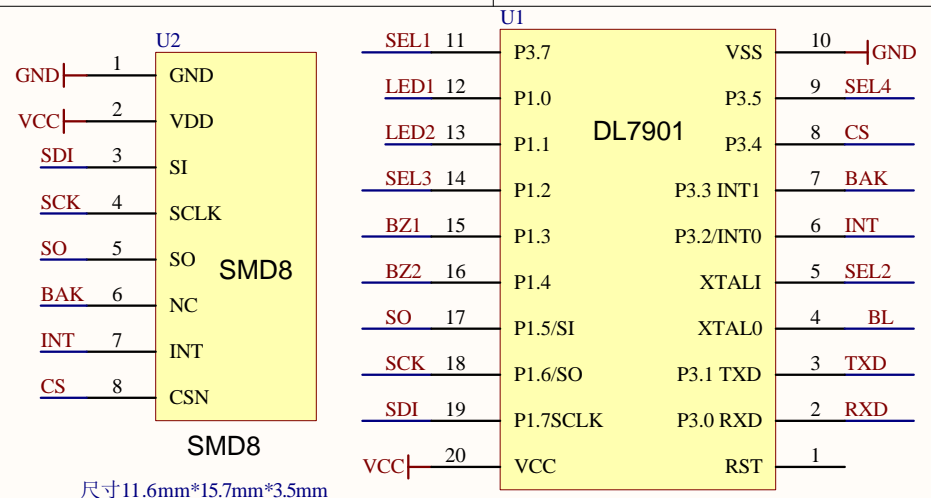 U2
GND 1 GND
VCC 2 VDD
SDI 3 SI
SCK 4 SCLK
SO 5 SO
BAK 6 NC
INT 7 INT
CS 8 CSN
SMD8
SMD8
尺寸11.6mm*15.7mm*3.5mm
U1
SEL1 11 P3.7 VSS 10 GND
LED1 12 P1.0 P3.5 9 SEL4
LED2 13 P1.1 P3.4 8 CS
DL7901
SEL3 14 P1.2 P3.3 INT1 7 BAK
BZ1 15 P1.3 P3.2/INT0 6 INT
BZ2 16 P1.4 XTALI 5 SEL2
SO 17 P1.5/SI XTAL0 4 BL
SCK 18 P1.6/SO P3.1 TXD 3 TXD
SDI 19 P1.7SCLK P3.0 RXD 2 RXD
VCC 20 VCC RST 1